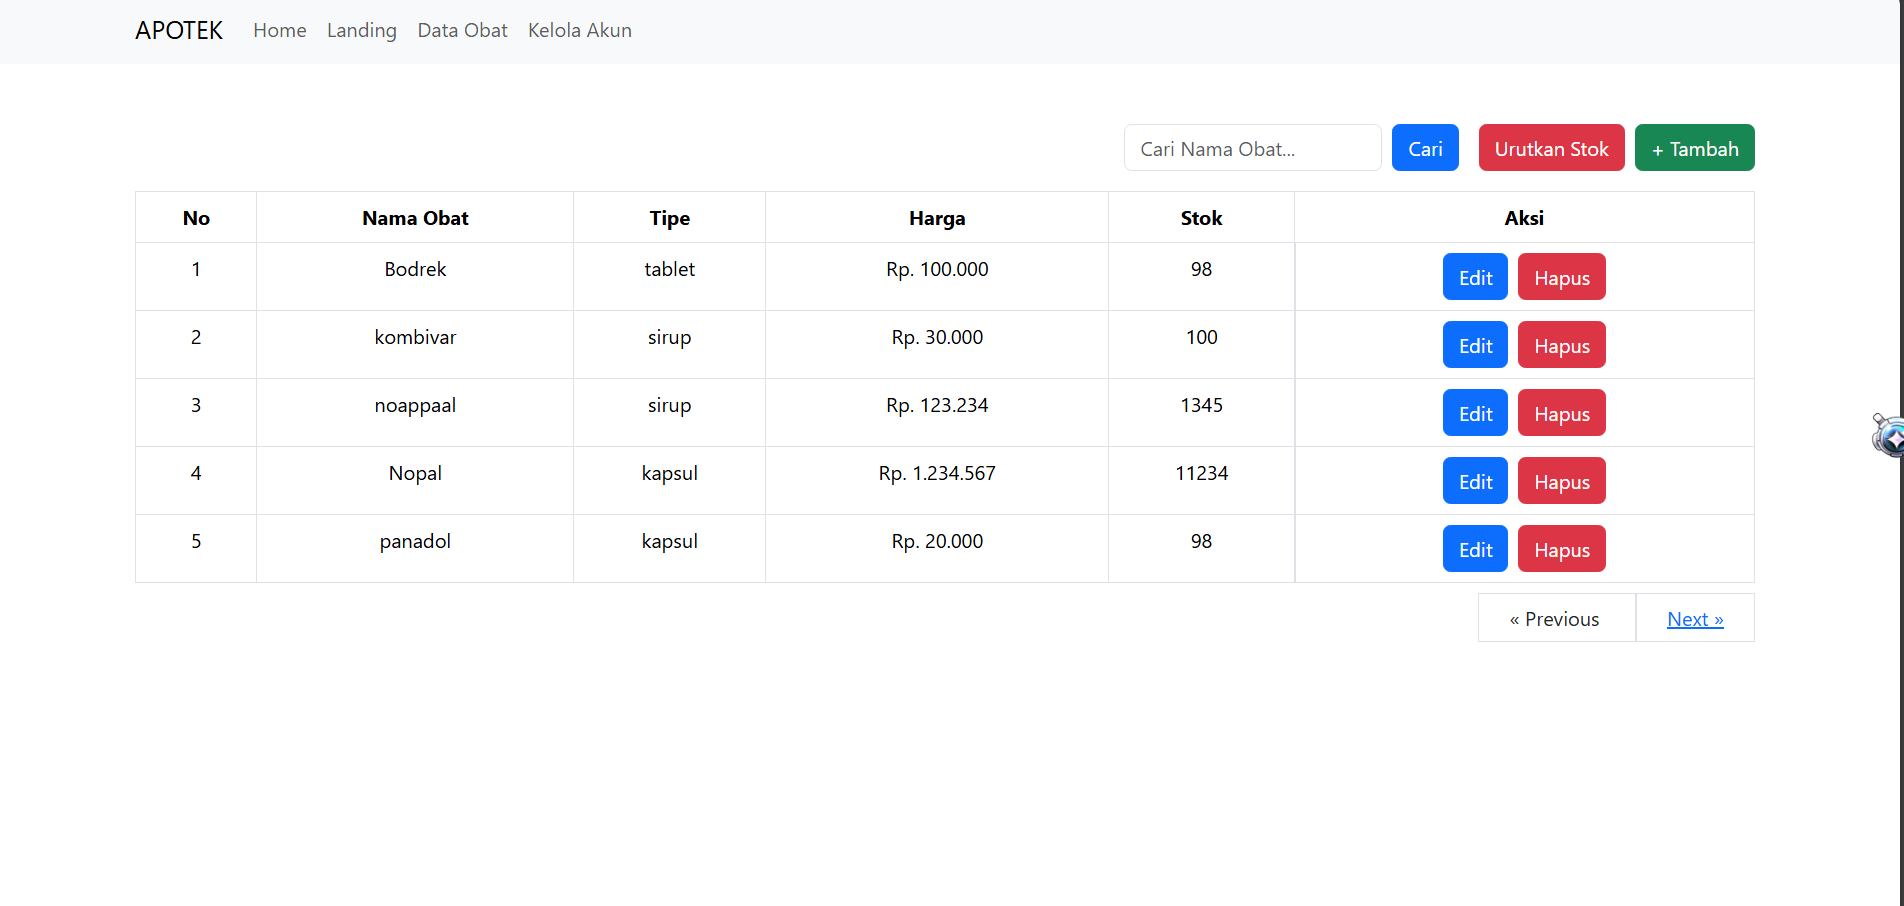 APOTEK Home Landing Data Obat Kelola Akun
Cari Nama Obat... Cari Urutkan Stok + Tambah
No Nama Obat Tipe Harga Stok Aksi
1 Bodrek tablet Rp. 100.000 98 Edit Hapus
2 kombivar sirup Rp. 30.000 100 Edit Hapus
3 noappaal sirup Rp. 123.234 1345 Edit Hapus
4 Nopal kapsul Rp. 1.234.567 11234 Edit Hapus
5 panadol kapsul Rp. 20.000 98 Edit Hapus
« Previous Next »